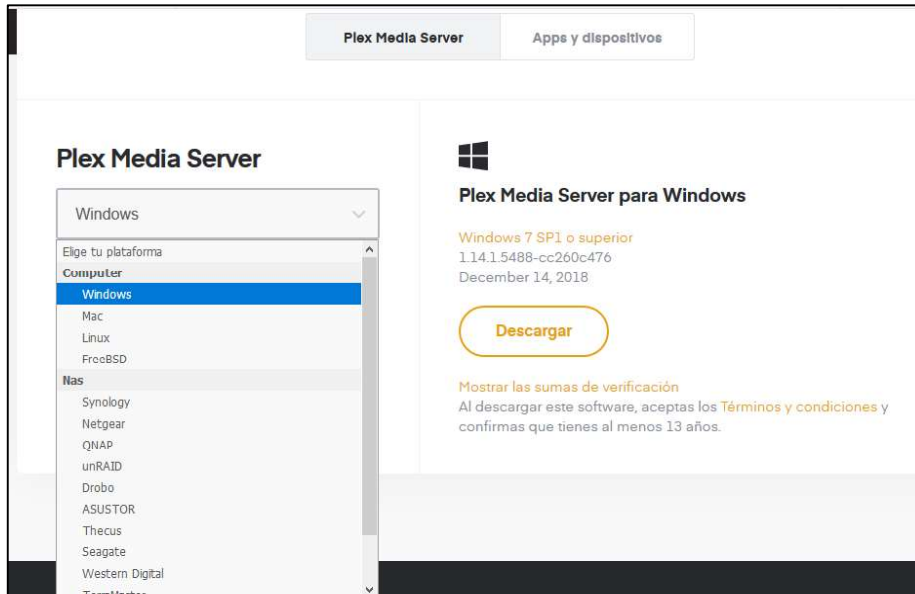 Plex Media Server
Apps y dispositivos
Plex Media Server
Windows
Elige tu plataforma
Computer
Windows
Mac
Linux
FreeBSD
Nas
Synology
Netgear
QNAP
unRAID
Drobo
ASUSTOR
Thecus
Seagate
Western Digital
Plex Media Server para Windows
Windows 7 SP1 o superior
1.14.1.5488-cc260c476
December 14, 2018
Descargar
Mostrar las sumas de verificación
Al descargar este software, aceptas los Términos y condiciones y
confirmas que tienes al menos 13 años.